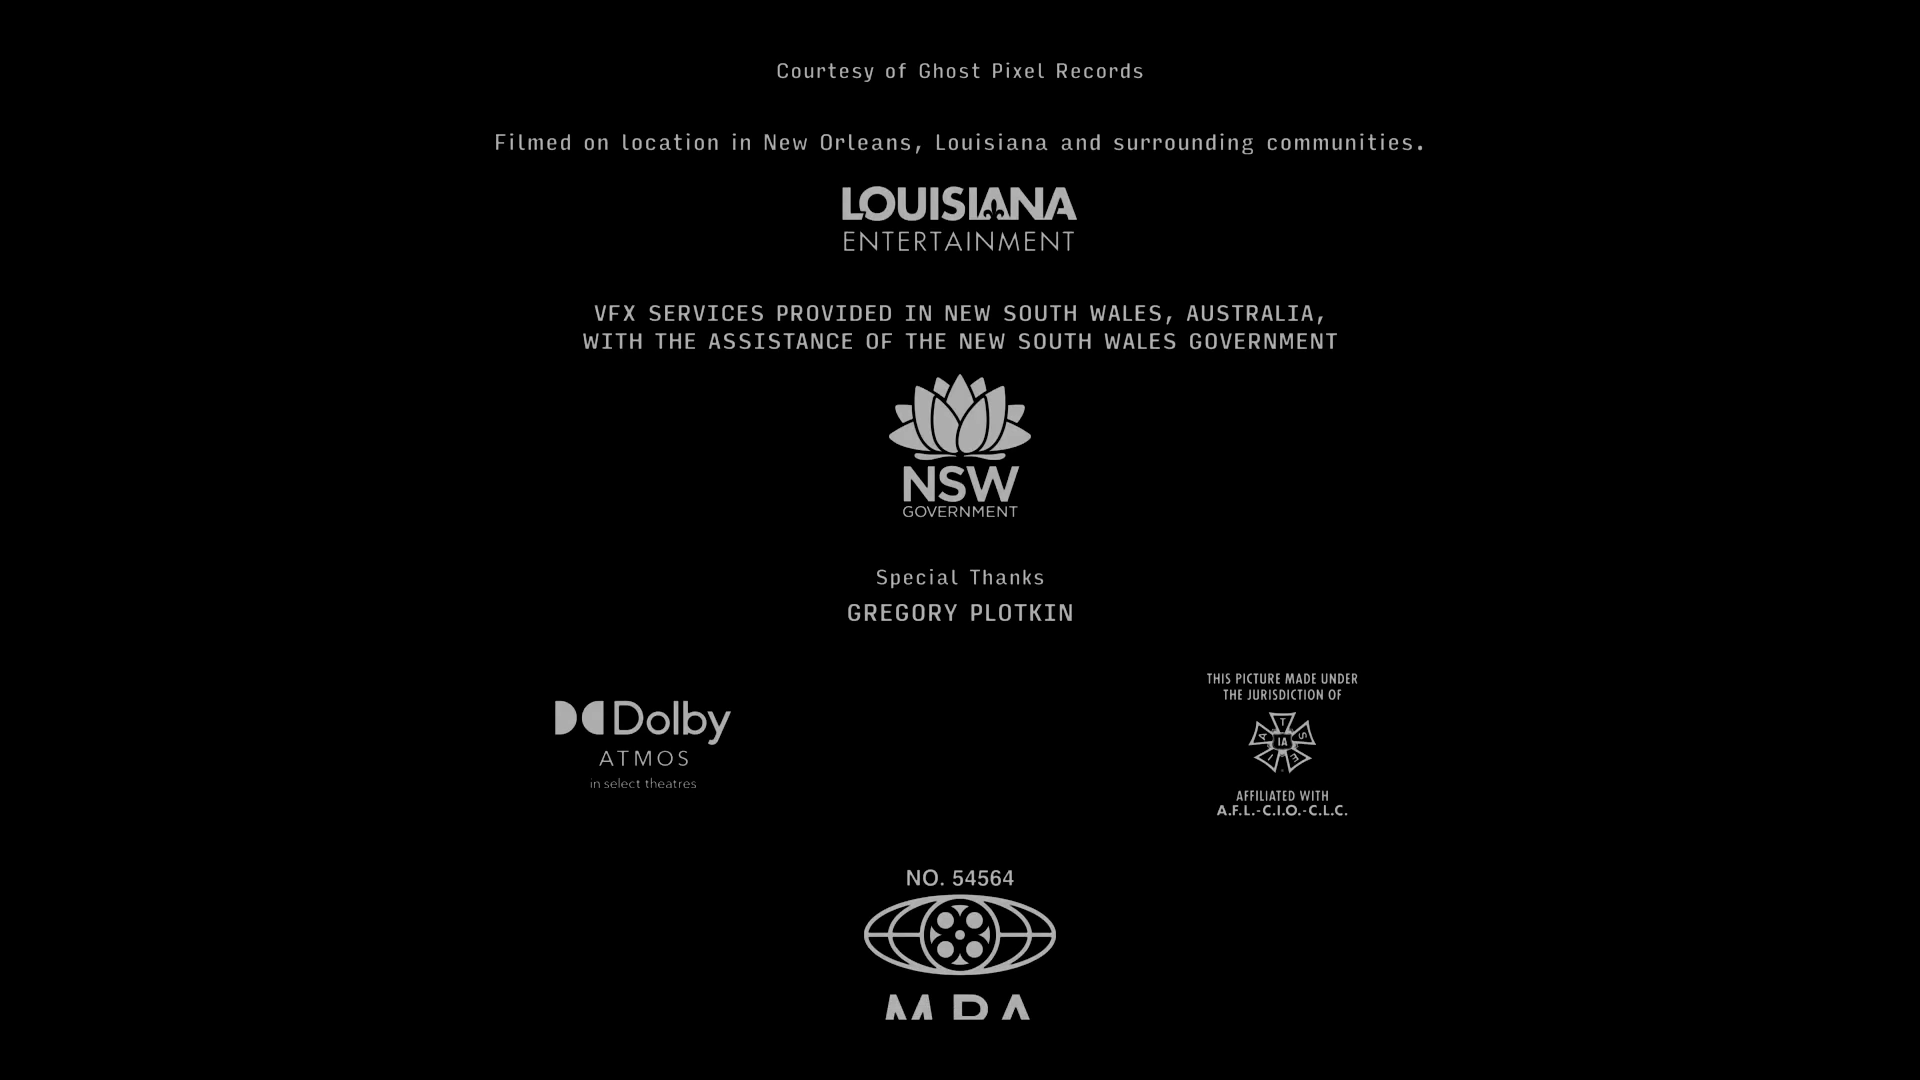 Courtesy of Ghost Pixel Records
Filmed on location in New Orleans, Louisiana and surrounding communities.
LOUISIANA
ENTERTAINMENT
VFX SERVICES PROVIDED IN NEW SOUTH WALES, AUSTRALIA,
WITH THE ASSISTANCE OF THE NEW SOUTH WALES GOVERNMENT
NSW
GOVERNMENT
Special Thanks
GREGORY PLOTKIN
Dolby
ATMOS
in select theatres
THIS PICTURE MADE UNDER
THE JURISDICTION OF
IATSE
IA
AFFILIATED WITH
A.F.L.-C.I.O.-C.L.C.
NO. 54564
MPA